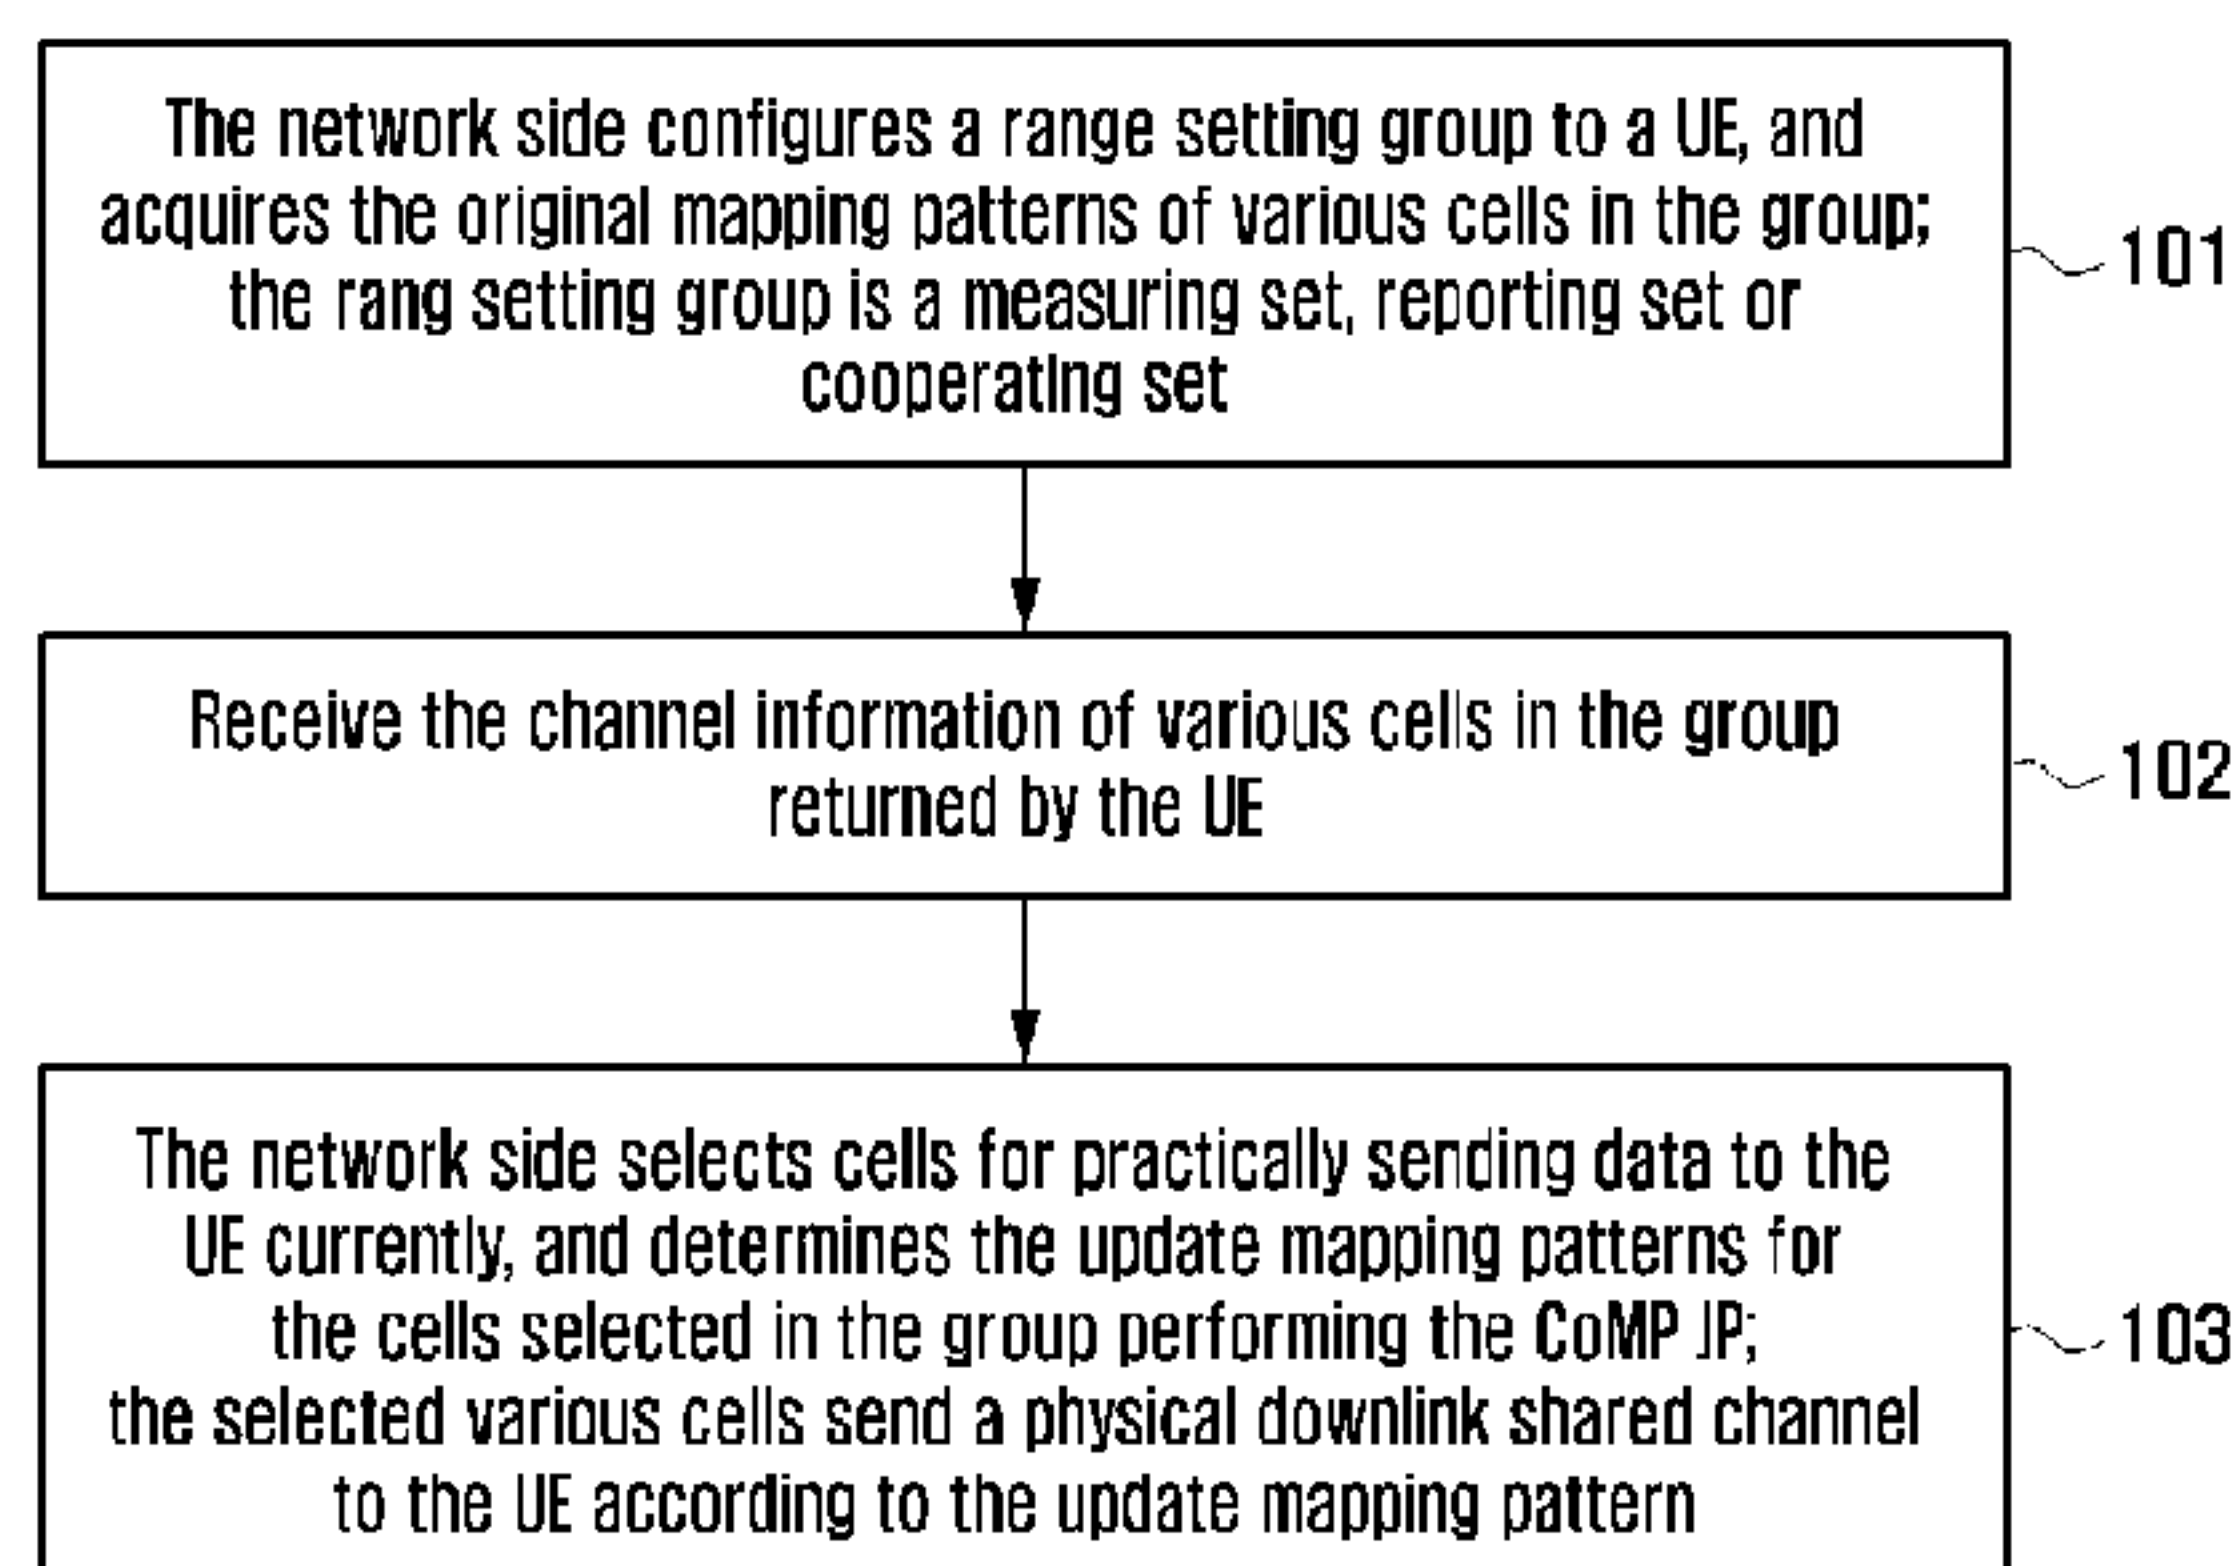 The network side configures a range setting group to a UE, and
acquires the original mapping patterns of various cells in the group;
the rang setting group is a measuring set, reporting set or
cooperating set
101
Receive the channel information of various cells in the group
returned by the UE
102
The network side selects cells for practically sending data to the
UE currently, and determines the update mapping patterns for
the cells selected in the group performing the CoMP JP;
the selected various cells send a physical downlink shared channel
to the UE according to the update mapping pattern
103